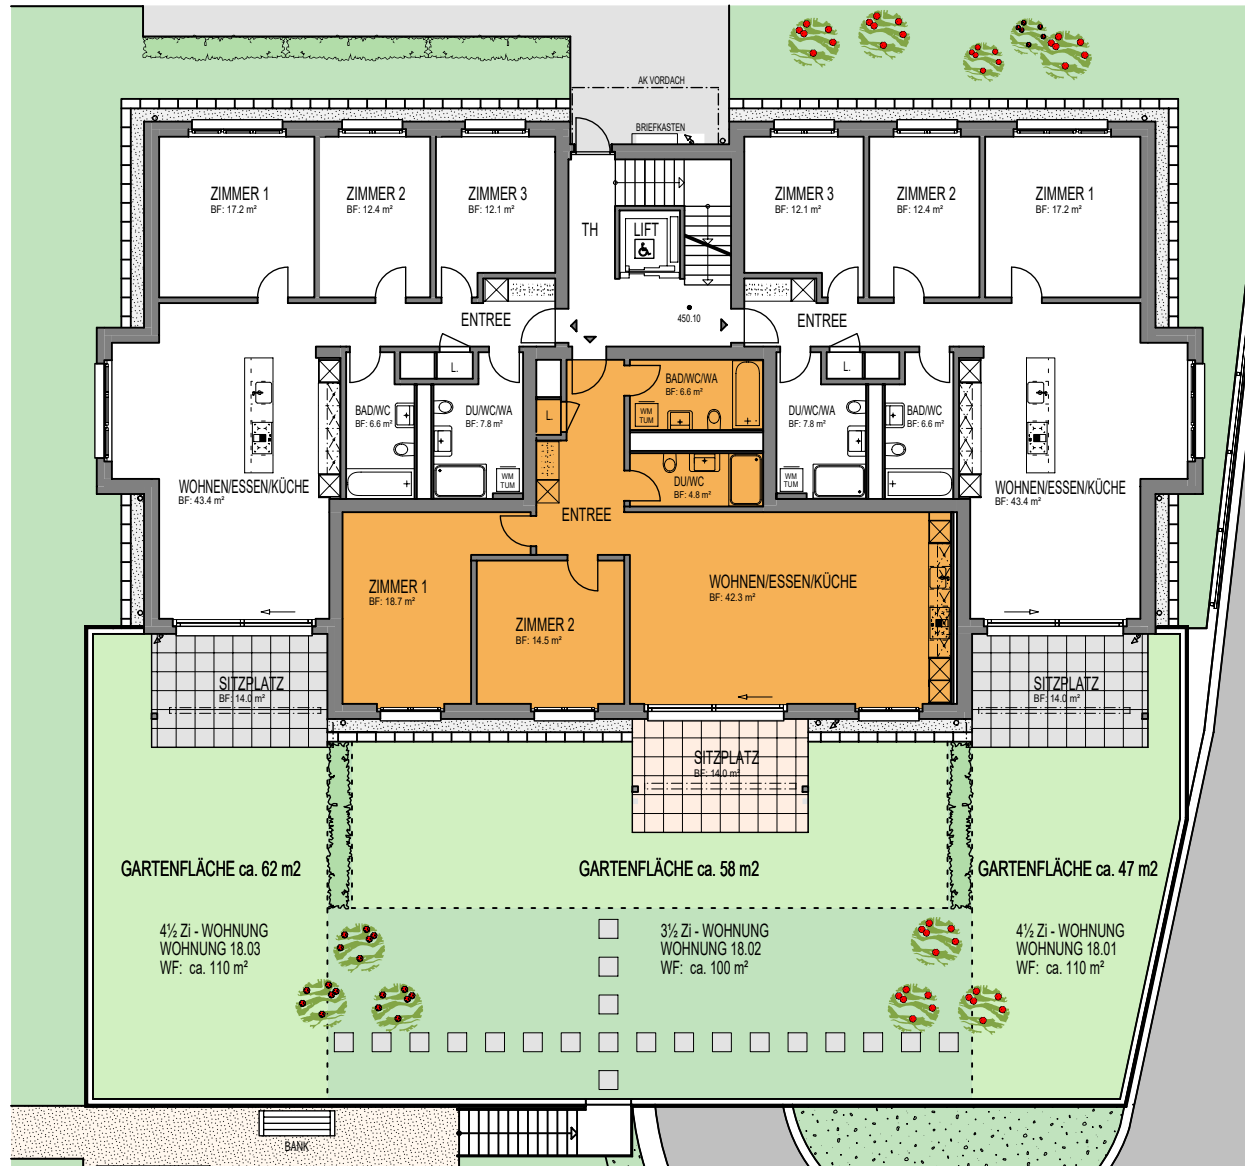 AK VORDACH
BRIEFKASTEN
ZIMMER 1
BF: 17.2 m²
ZIMMER 2
BF: 12.4 m²
ZIMMER 3
BF: 12.1 m²
TH
LIFT
ZIMMER 3
BF: 12.1 m²
ZIMMER 2
BF: 12.4 m²
ZIMMER 1
BF: 17.2 m²
ENTREE
450.10
ENTREE
L.
L.
BAD/WC
BF: 6.6 m²
DU/WC/WA
BF: 7.8 m²
L.
BAD/WC/WA
BF: 6.6 m²
WM
TUM
DU/WC/WA
BF: 7.8 m²
BAD/WC
BF: 6.6 m²
WOHNEN/ESSEN/KÜCHE
BF: 43.4 m²
WM
TUM
DU/WC
BF: 4.8 m²
WM
TUM
WOHNEN/ESSEN/KÜCHE
BF: 43.4 m²
ENTREE
ZIMMER 1
BF: 18.7 m²
ZIMMER 2
BF: 14.5 m²
WOHNEN/ESSEN/KÜCHE
BF: 42.3 m²
SITZPLATZ
BF: 14.0 m²
SITZPLATZ
BF: 14.0 m²
SITZPLATZ
BF: 14.0 m²
GARTENFLÄCHE ca. 62 m2
GARTENFLÄCHE ca. 58 m2
GARTENFLÄCHE ca. 47 m2
4½ Zi - WOHNUNG
WOHNUNG 18.03
WF: ca. 110 m²
3½ Zi - WOHNUNG
WOHNUNG 18.02
WF: ca. 100 m²
4½ Zi - WOHNUNG
WOHNUNG 18.01
WF: ca. 110 m²
BANK